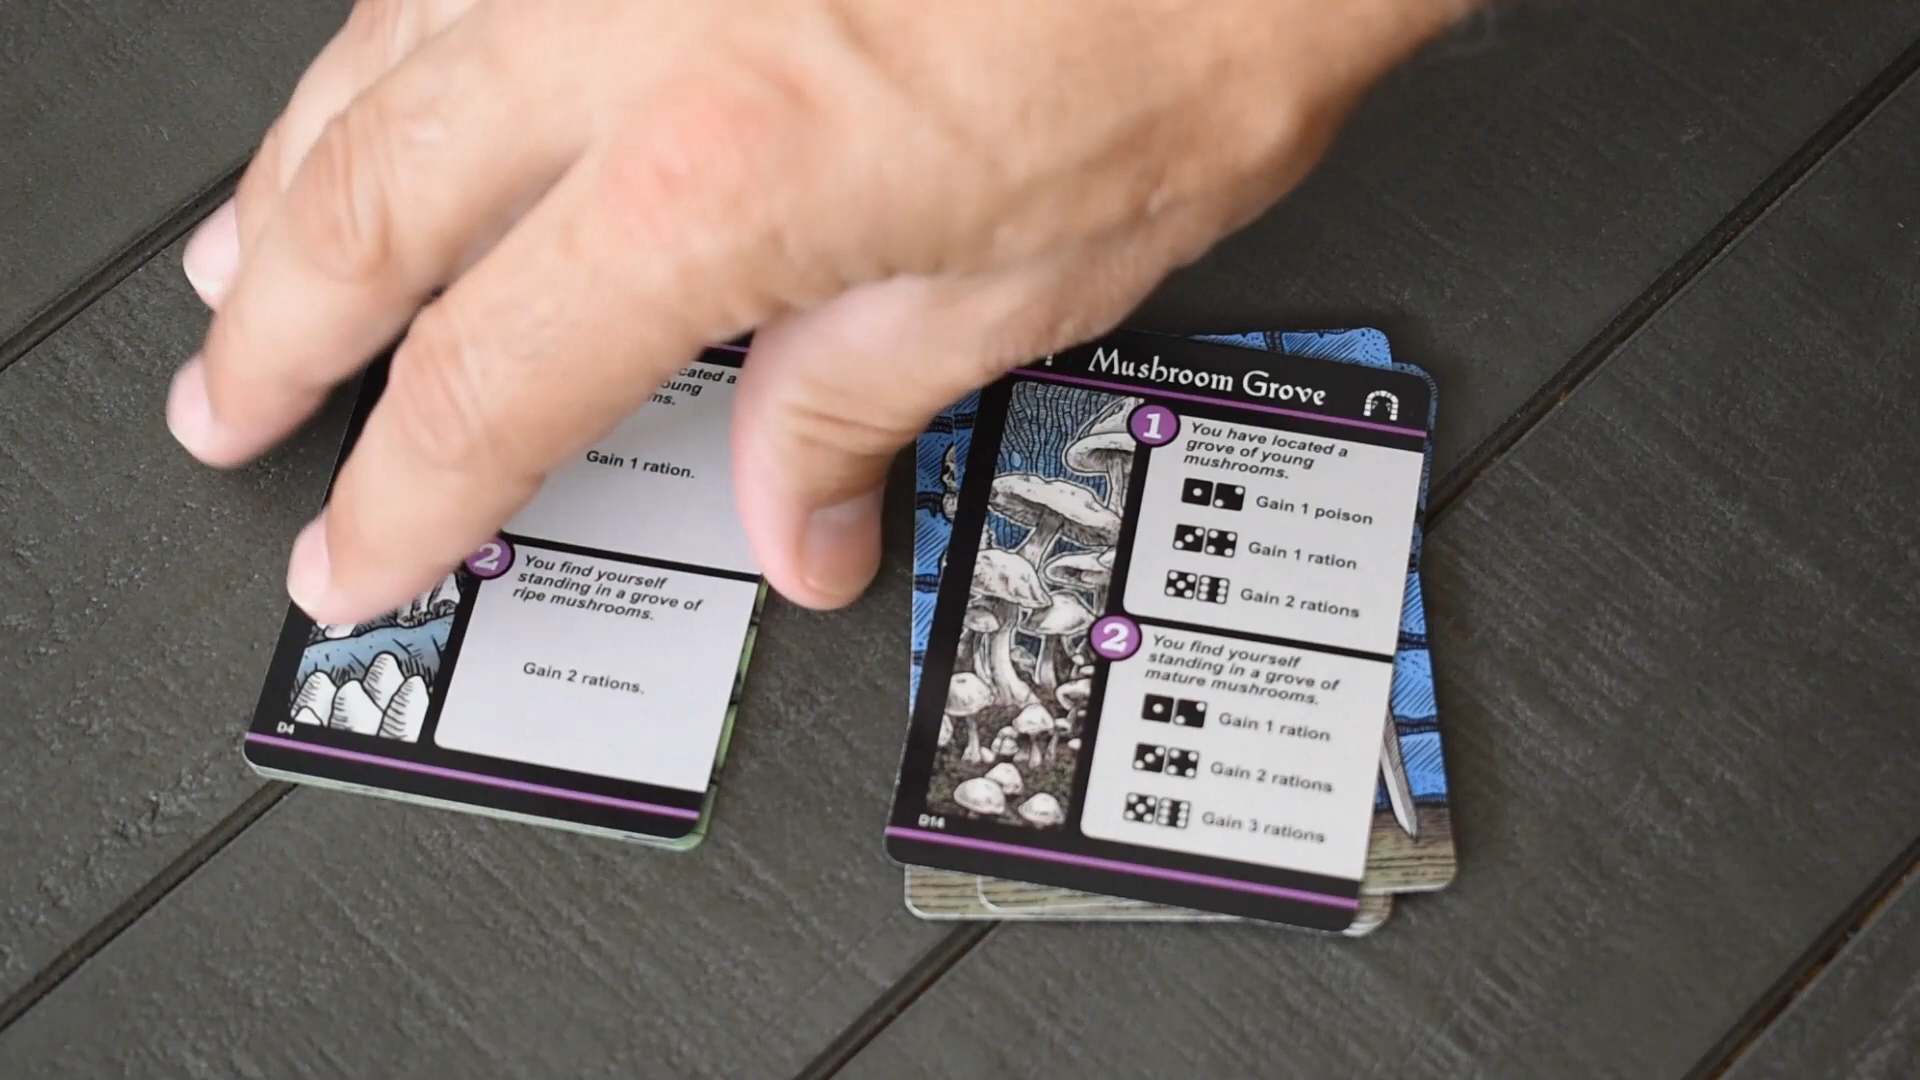 cated a
oung
ms.
Gain 1 ration.
2
You find yourself
standing in a grove of
ripe mushrooms.
Gain 2 rations.
D4
Mushroom Grove
1
You have located a
grove of young
mushrooms.
Gain 1 poison
Gain 1 ration
Gain 2 rations
2
You find yourself
standing in a grove of
mature mushrooms.
Gain 1 ration
Gain 2 rations
Gain 3 rations
D14